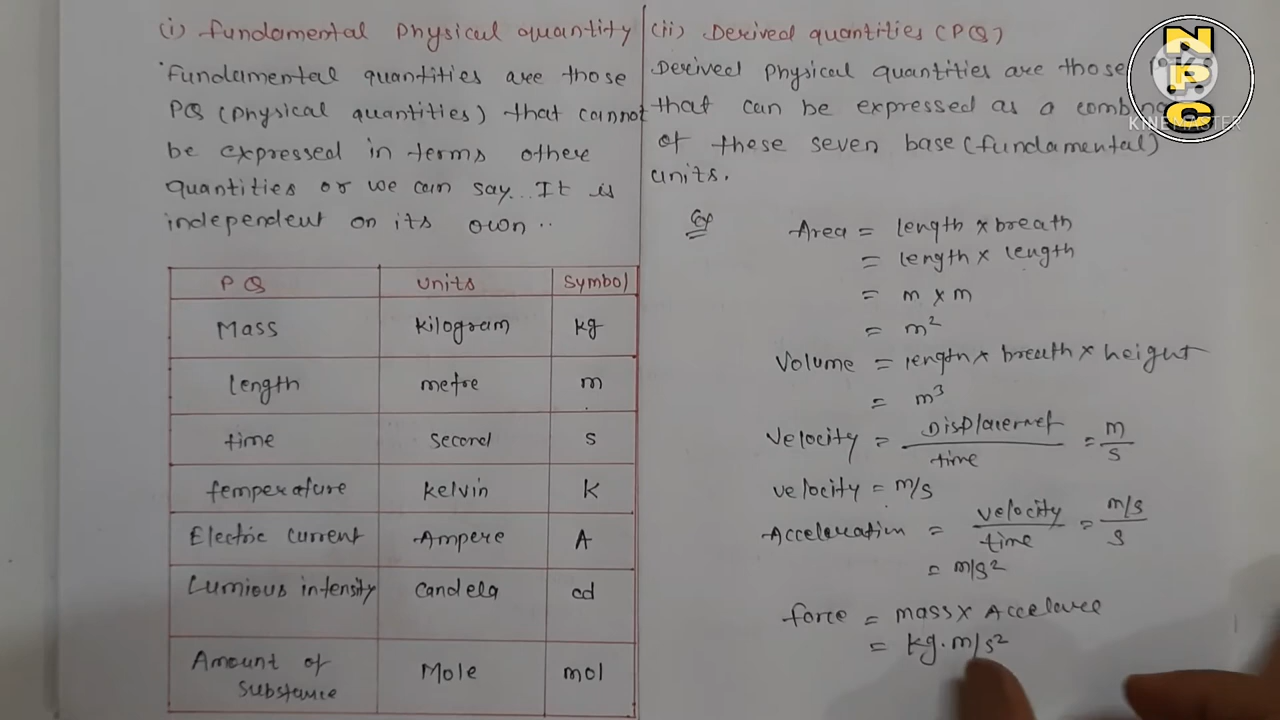 (i) fundamental Physical quantity
Fundamental quantities are those
PQ (physical quantities) that cannot
be expressed in terms othere
quantities or we can say... It is
independent on its own ..
PQ units Symbol
Mass kilogram kg
length metre m
time Second s
temperature kelvin K
Electric current Ampere A
Lumious intensity Candela cd
Amount of substance Mole mol
(ii) Derived quantities (PQ)
Derived Physical quantities are those
that can be expressed as a combina
of these seven base (fundamental)
units.
Ex
Area = length × breath
= length × length
= m × m
= m²
Volume = length × breath × height
= m³
Velocity = Displacemet / time = m/s
velocity = m/s
Acceleration = velocity / time = m/s / s
= m/s²
force = mass ×
= kg.m/s²
NPC
KINEMASTER